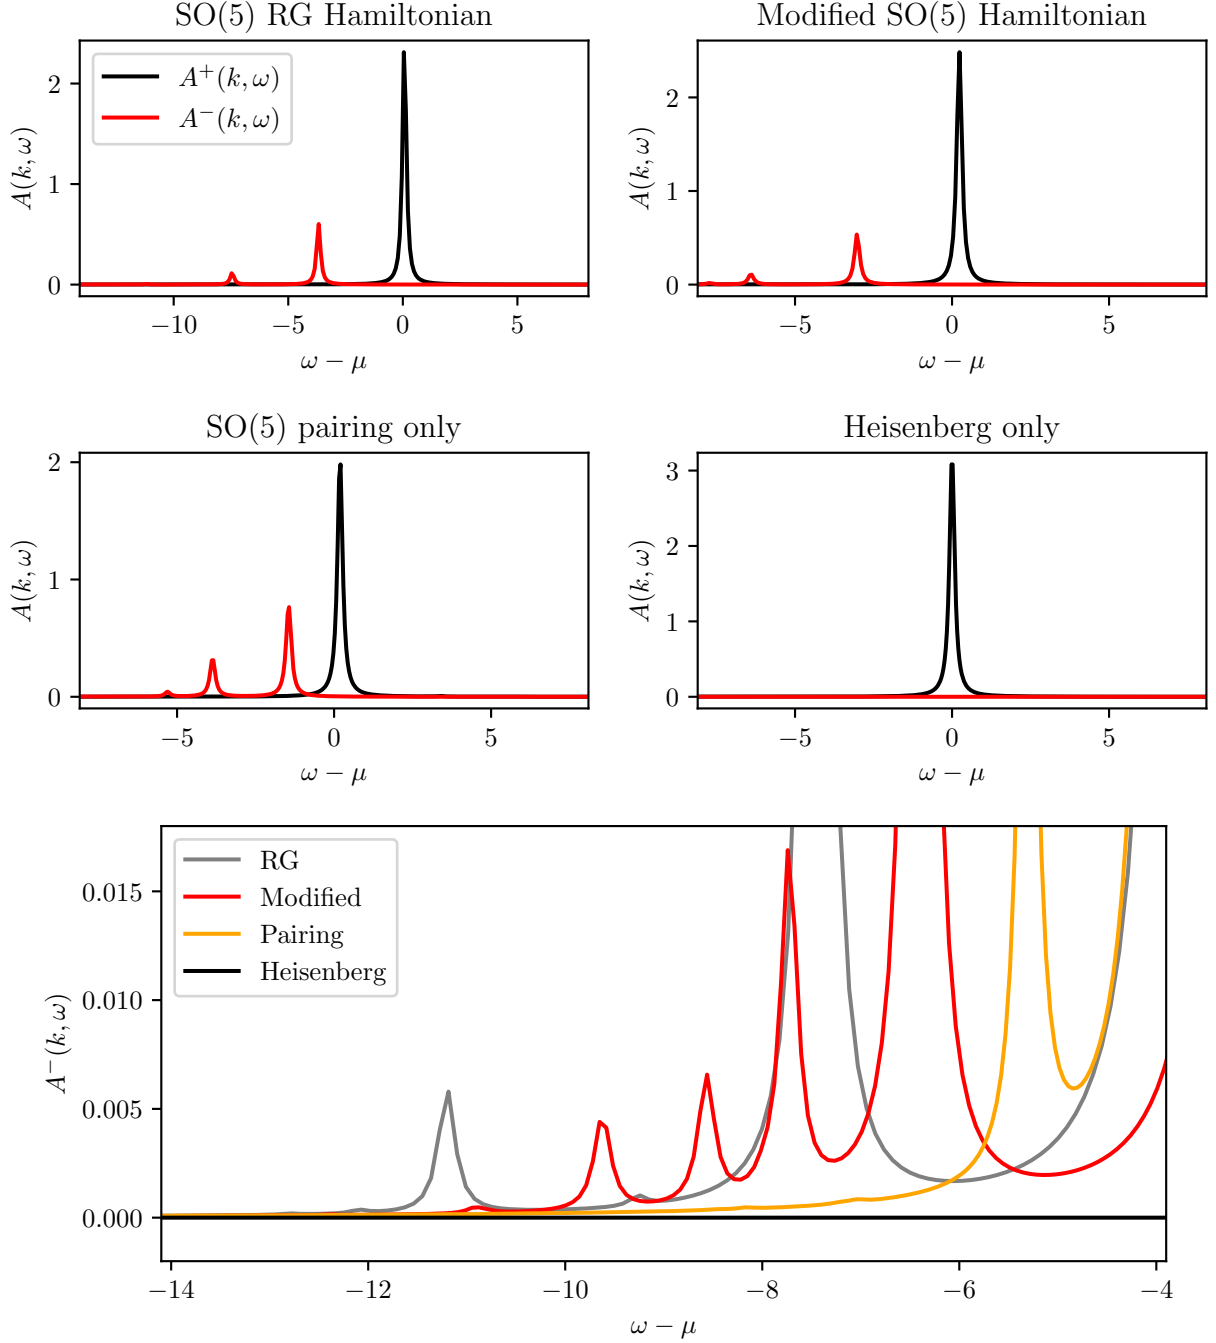 SO(5) RG Hamiltonian
A⁺(k, ω)
A⁻(k, ω)
2
1
0
A(k, ω)
−10 −5 0 5
ω − μ
Modified SO(5) Hamiltonian
2
1
0
A(k, ω)
−5 0 5
ω − μ
SO(5) pairing only
2
1
0
A(k, ω)
−5 0 5
ω − μ
Heisenberg only
3
2
1
0
A(k, ω)
−5 0 5
ω − μ
RG
Modified
Pairing
Heisenberg
0.015
0.010
0.005
0.000
A⁻(k, ω)
−14 −12 −10 −8 −6 −4
ω − μ